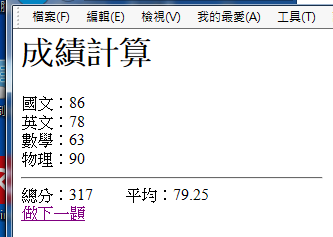 檔案(F) 編輯(E) 檢視(V) 我的最愛(A) 工具(T)
成績計算
國文：86
英文：78
數學：63
物理：90
總分：317 平均：79.25
做下一題